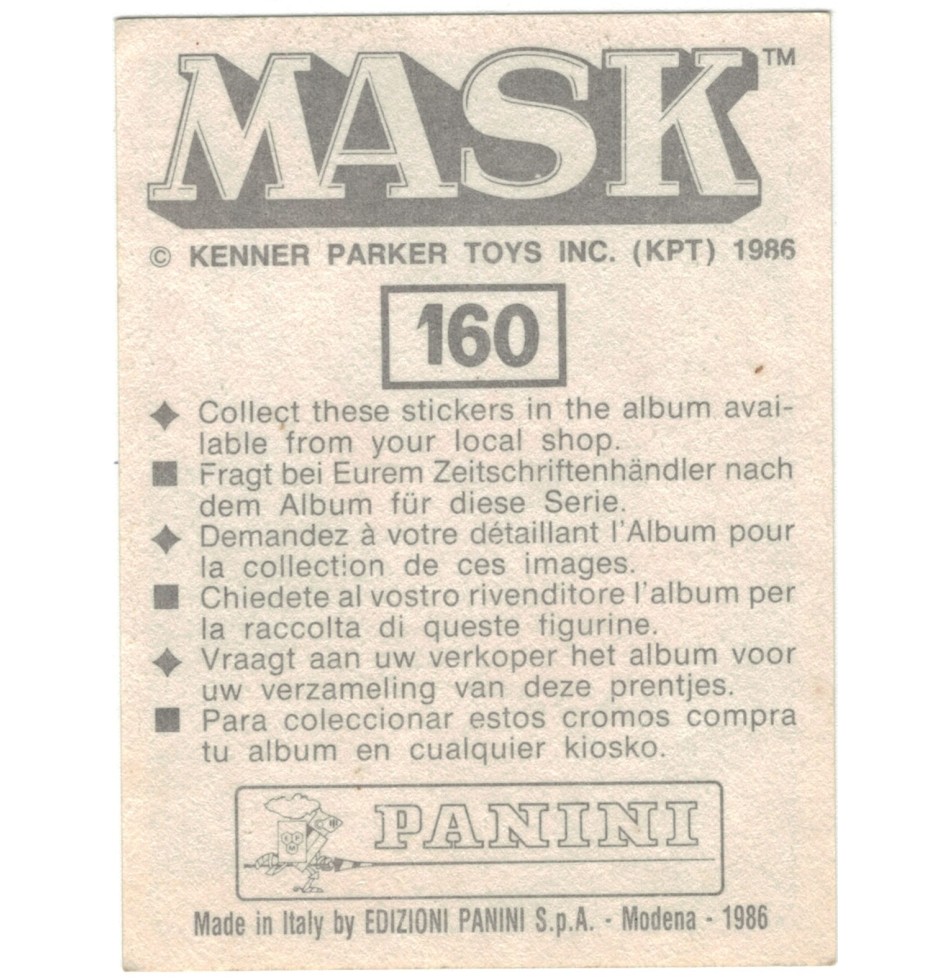 MASK™
© KENNER PARKER TOYS INC. (KPT) 1986
160
Collect these stickers in the album avai-
lable from your local shop.
Fragt bei Eurem Zeitschriftenhändler nach
dem Album für diese Serie.
Demandez à votre détaillant l'Album pour
la collection de ces images.
Chiedete al vostro rivenditore l'album per
la raccolta di queste figurine.
Vraagt aan uw verkoper het album voor
uw verzameling van deze prentjes.
Para coleccionar estos cromos compra
tu album en cualquier kiosko.
PANINI
Made in Italy by EDIZIONI PANINI S.p.A. - Modena - 1986